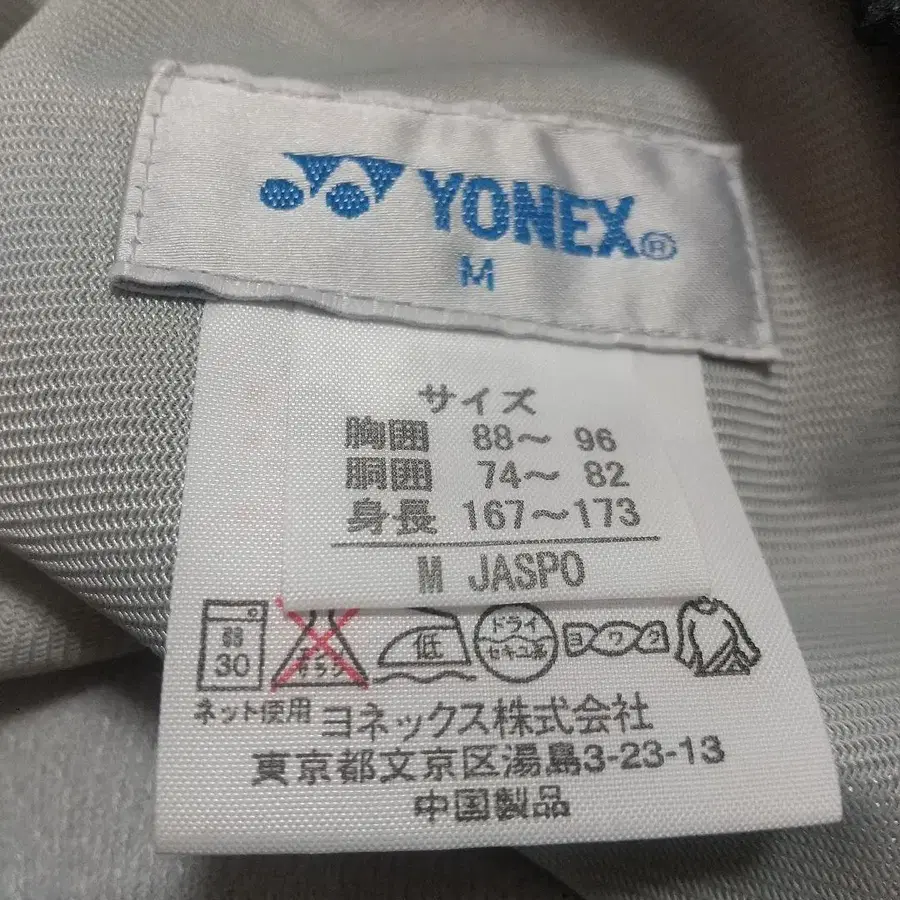 YONEX®
M
サイズ
胸囲 88～ 96
胴囲 74～ 82
身長 167～173
M JASPO
弱 30 低 ドライ セキユ系 ヨワク
ネット使用
ヨネックス株式会社
東京都文京区湯島3-23-13
中国製品